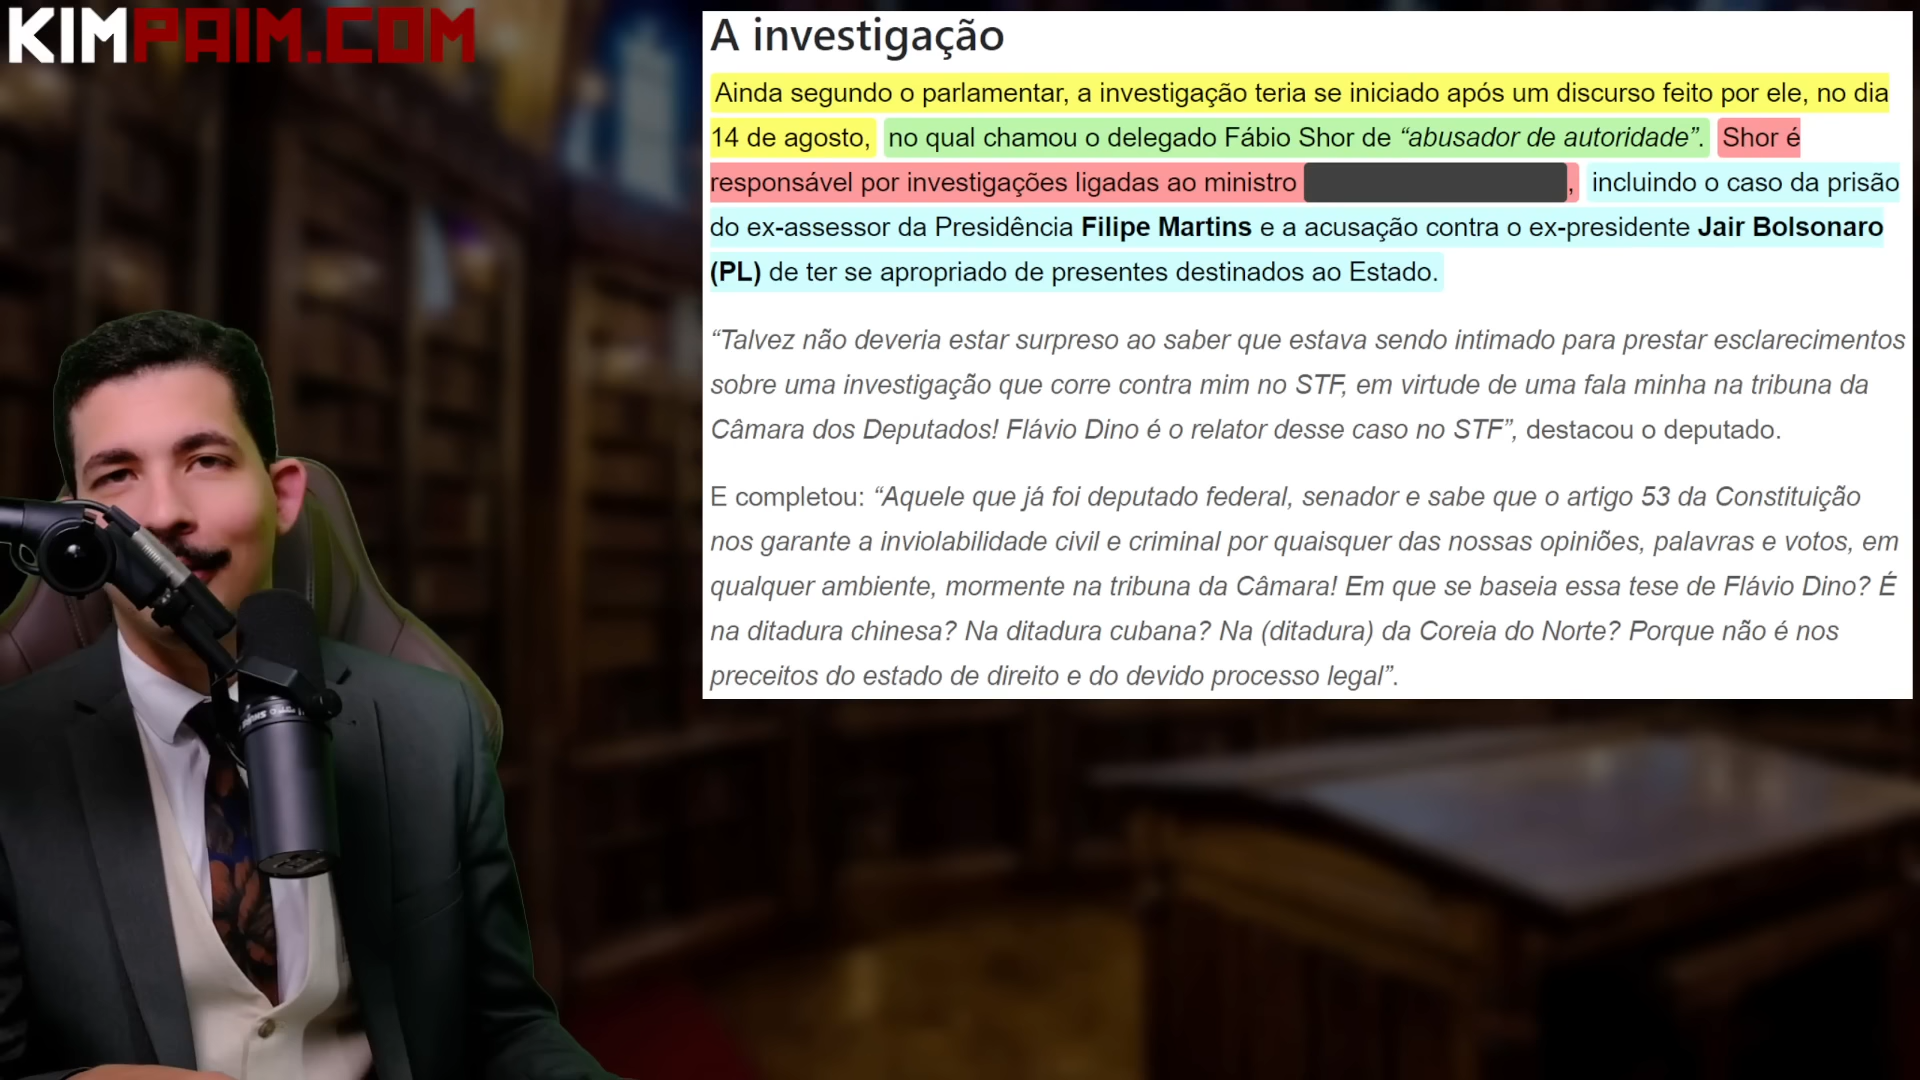 KIMPAIM.COM
A investigação
Ainda segundo o parlamentar, a investigação teria se iniciado após um discurso feito por ele, no dia
14 de agosto, no qual chamou o delegado Fábio Shor de “abusador de autoridade”. Shor é
responsável por investigações ligadas ao ministro , incluindo o caso da prisão
do ex-assessor da Presidência Filipe Martins e a acusação contra o ex-presidente Jair Bolsonaro
(PL) de ter se apropriado de presentes destinados ao Estado.
“Talvez não deveria estar surpreso ao saber que estava sendo intimado para prestar esclarecimentos
sobre uma investigação que corre contra mim no STF, em virtude de uma fala minha na tribuna da
Câmara dos Deputados! Flávio Dino é o relator desse caso no STF”, destacou o deputado.
E completou: “Aquele que já foi deputado federal, senador e sabe que o artigo 53 da Constituição
nos garante a inviolabilidade civil e criminal por quaisquer das nossas opiniões, palavras e votos, em
qualquer ambiente, mormente na tribuna da Câmara! Em que se baseia essa tese de Flávio Dino? É
na ditadura chinesa? Na ditadura cubana? Na (ditadura) da Coreia do Norte? Porque não é nos
preceitos do estado de direito e do devido processo legal”.